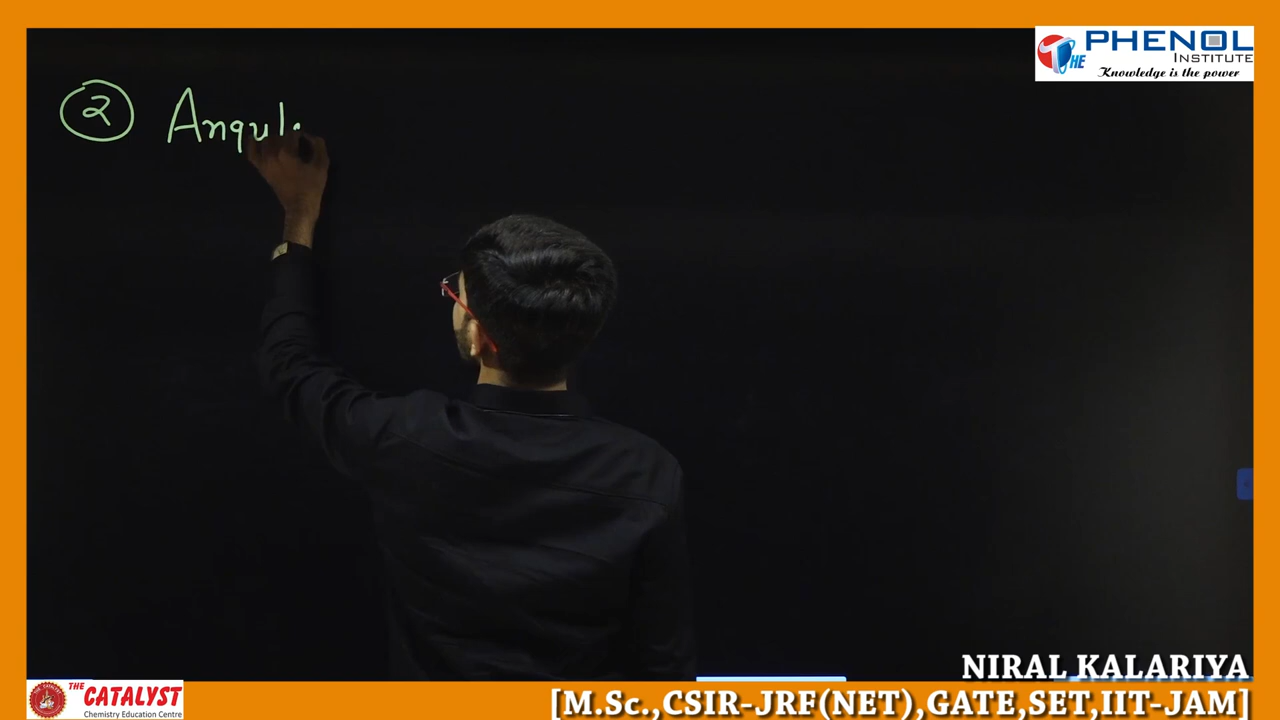 THE PHENOL
INSTITUTE
Knowledge is the power
2 Angul
NIRAL KALARIYA
[M.Sc.,CSIR-JRF(NET),GATE,SET,IIT-JAM]
THE CATALYST
Chemistry Education Centre